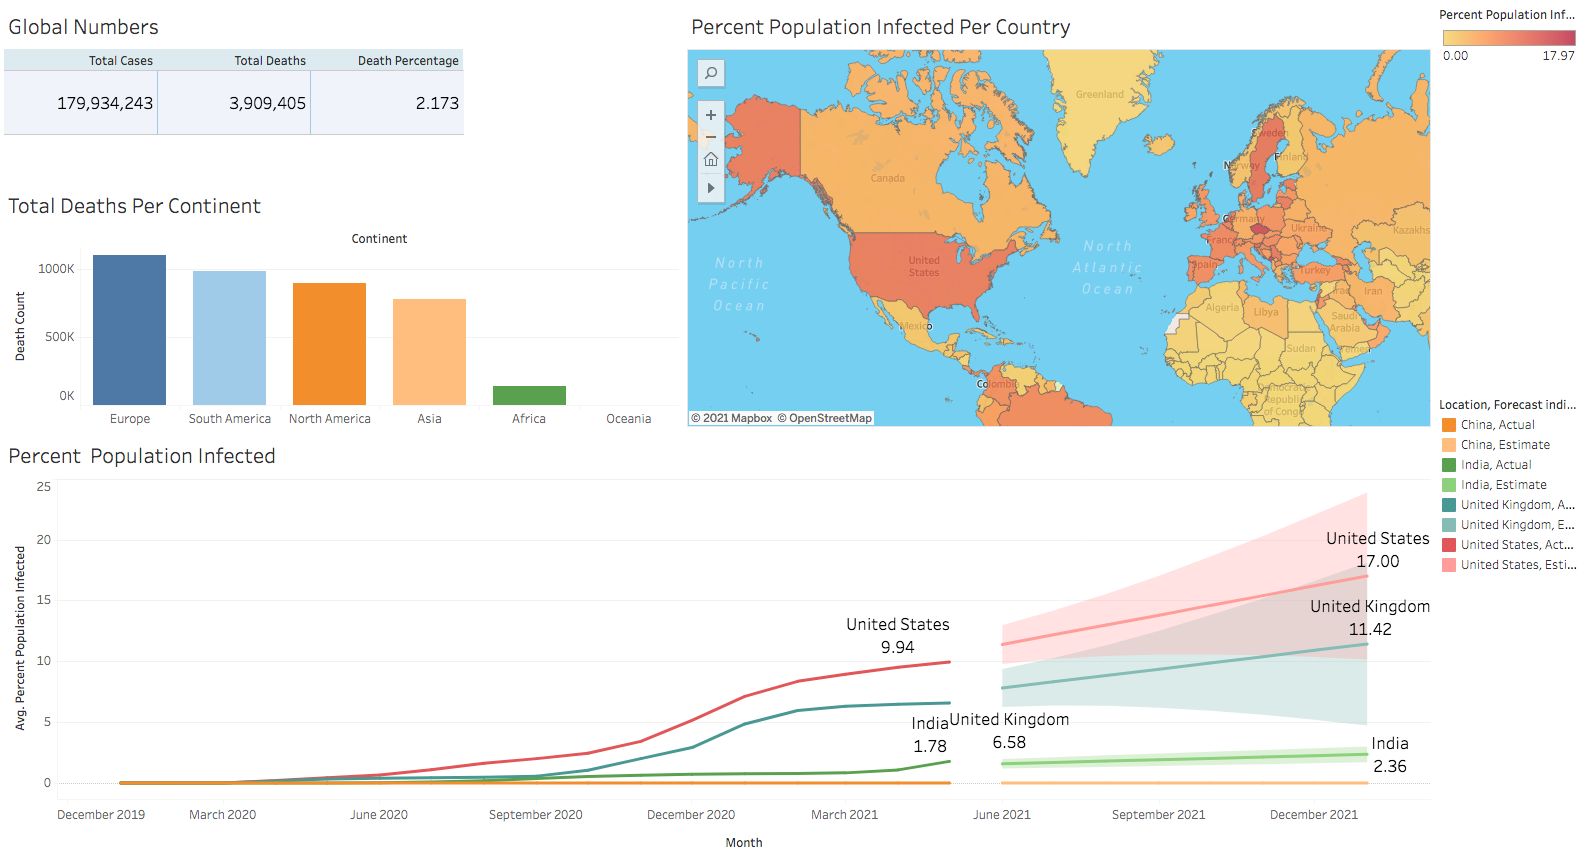 Global Numbers
Total Cases Total Deaths Death Percentage
179,934,243 3,909,405 2.173
Total Deaths Per Continent
Continent
Death Count
1000K
500K
0K
Europe South America North America Asia Africa Oceania
Percent Population Infected Per Country
Greenland
Canada
United
States
Mexico
Colombia
North
Pacific
Ocean
North
Atlantic
Ocean
Sweden
Norway
Finland
Germany
Ukraine
France
Spain
Turkey
Kazakhs
Iraq
Iran
Algeria
Libya
Saudi
Arabia
Sudan
Yemen
Democratic
Republic
of Congo
© 2021 Mapbox © OpenStreetMap
Percent Population Inf...
0.00 17.97
Location, Forecast indi...
China, Actual
China, Estimate
India, Actual
India, Estimate
United Kingdom, A...
United Kingdom, E...
United States, Act...
United States, Esti...
Percent Population Infected
Avg. Percent Population Infected
25
20
15
10
5
0
United States
9.94
India
1.78
United Kingdom
6.58
United States
17.00
United Kingdom
11.42
India
2.36
December 2019 March 2020 June 2020 September 2020 December 2020 March 2021 June 2021 September 2021 December 2021
Month